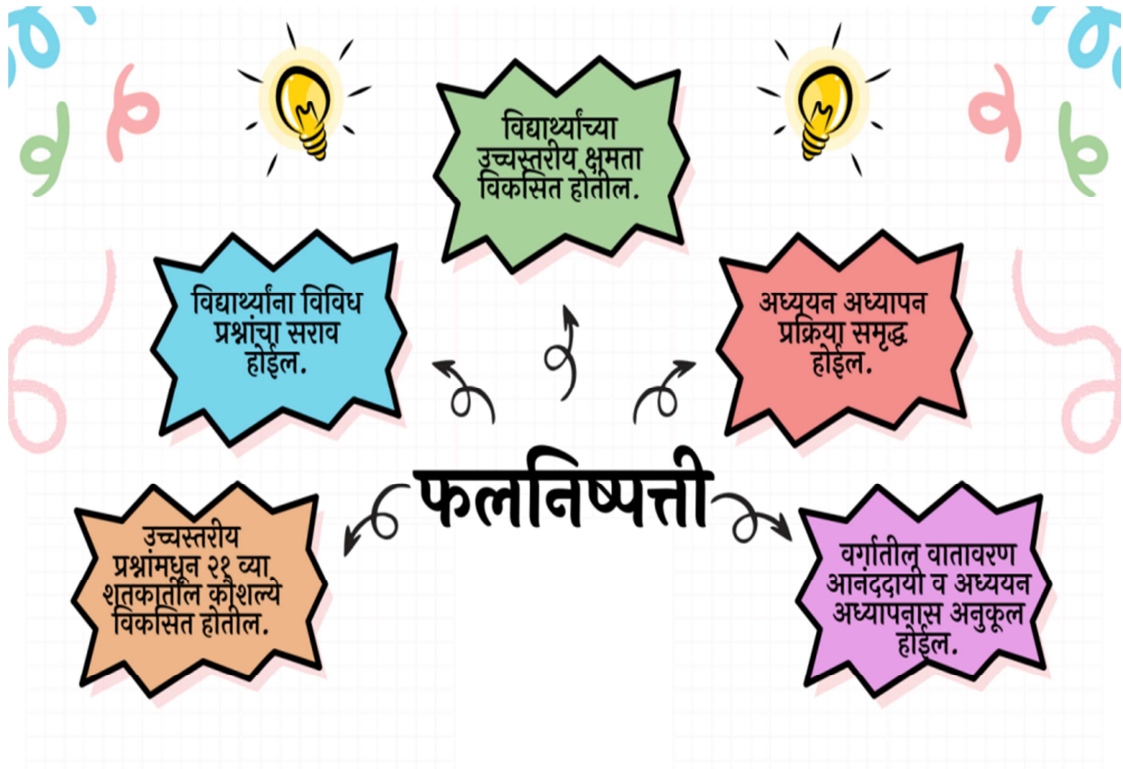 विद्यार्थ्यांच्या
उच्चस्तरीय क्षमता
विकसित होतील.
विद्यार्थ्यांना विविध
प्रश्नांचा सराव
होईल.
अध्ययन अध्यापन
प्रक्रिया समृद्ध
होईल.
फलनिष्पत्ती
उच्चस्तरीय
प्रश्नांमधून २१ व्या
शतकातील कौशल्ये
विकसित होतील.
वर्गातील वातावरण
आनंददायी व अध्ययन
अध्यापनास अनुकूल
होईल.